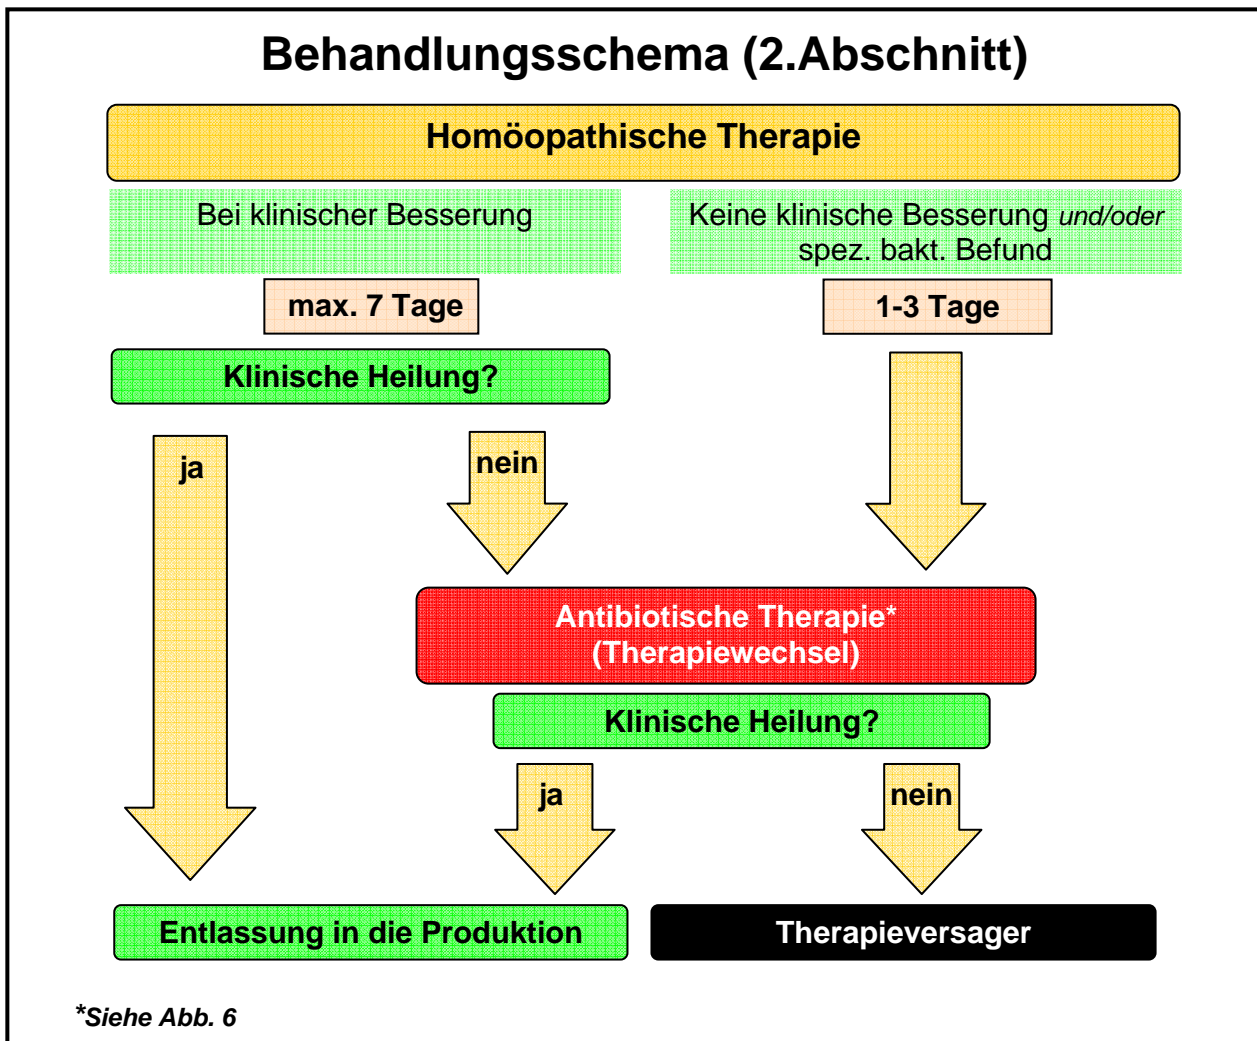 Behandlungsschema (2.Abschnitt)
Homöopathische Therapie
Bei klinischer Besserung
Keine klinische Besserung und/oder
spez. bakt. Befund
max. 7 Tage
1-3 Tage
Klinische Heilung?
ja
nein
Antibiotische Therapie*
(Therapiewechsel)
Klinische Heilung?
ja
nein
Entlassung in die Produktion
Therapieversager
*Siehe Abb. 6